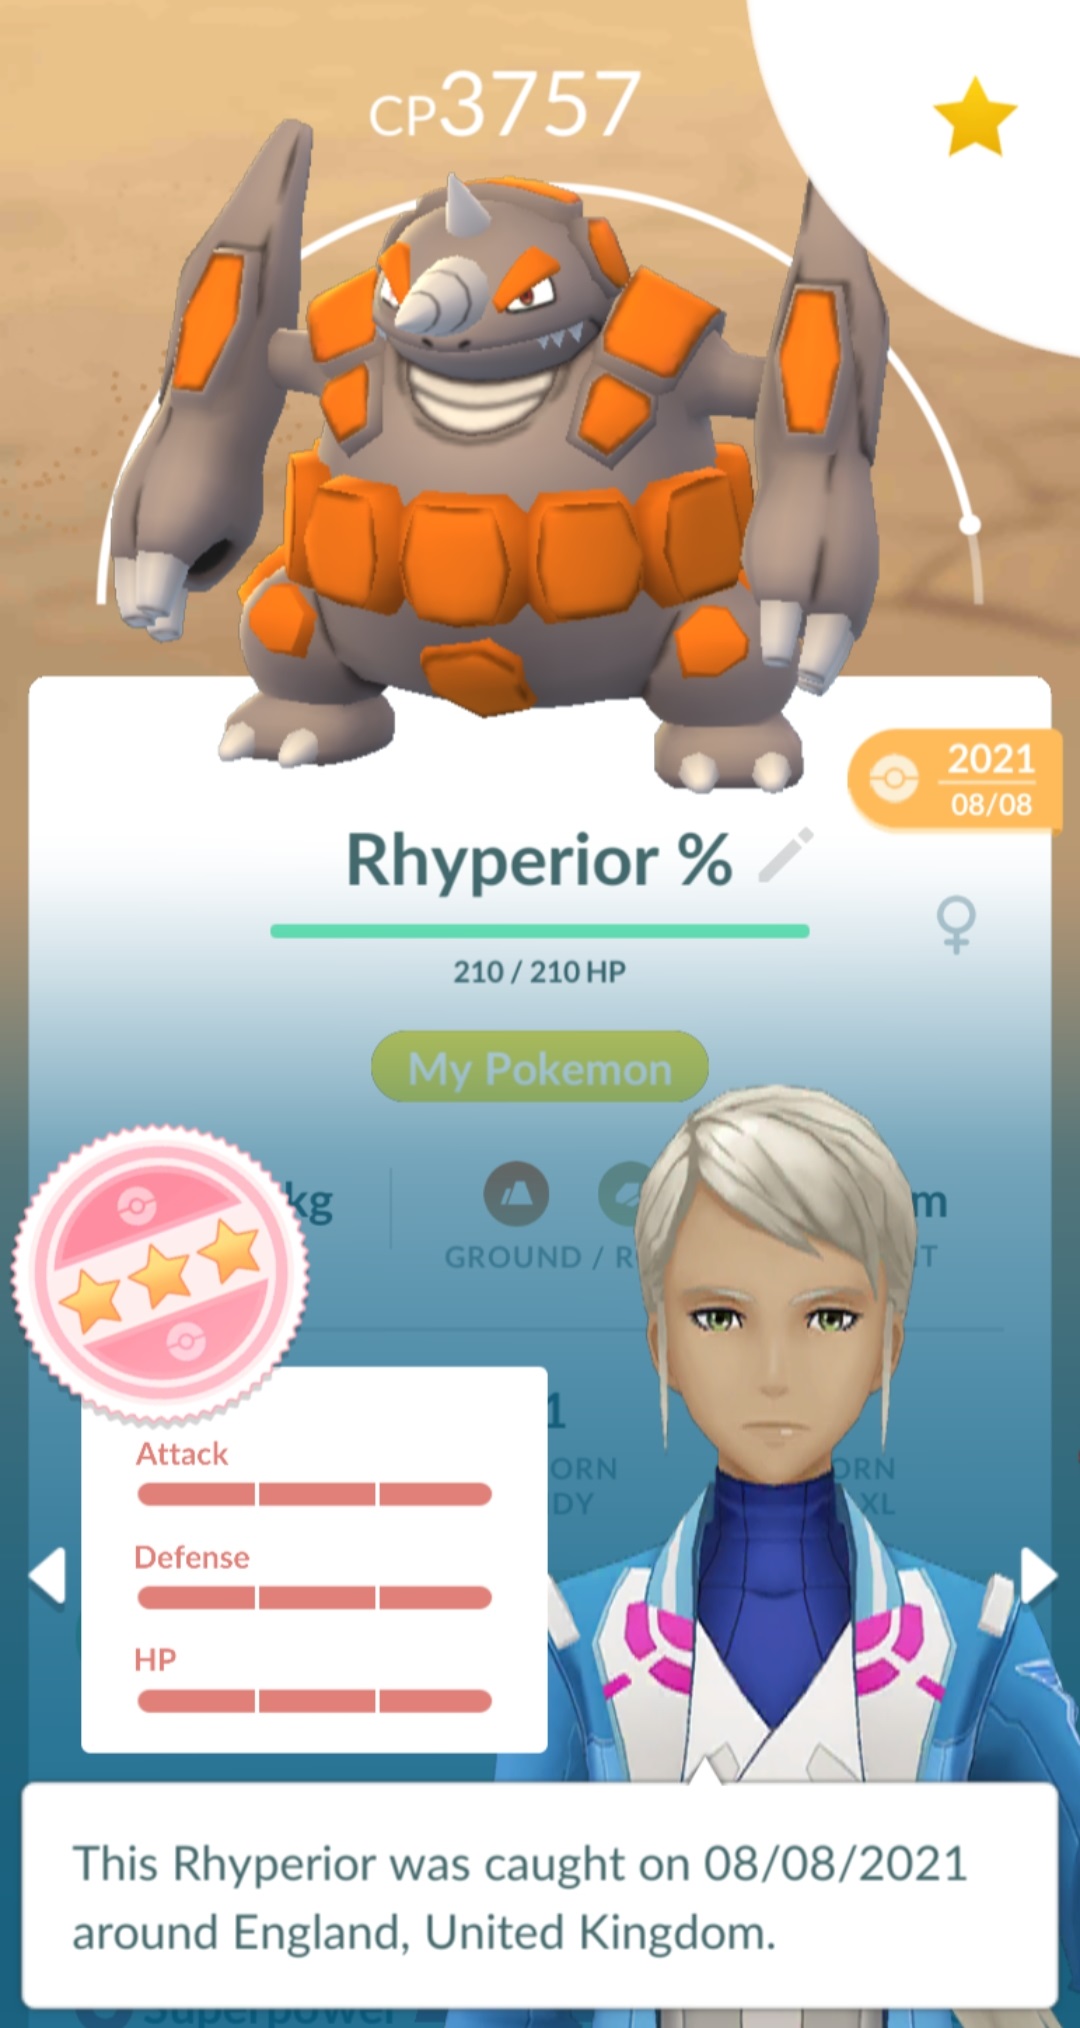 CP3757
2021
08/08
Rhyperior %
210 / 210 HP
My Pokemon
kg
m
GROUND / R
T
1
ORN
ORN
DY
XL
Attack
Defense
HP
This Rhyperior was caught on 08/08/2021
around England, United Kingdom.
Superpower